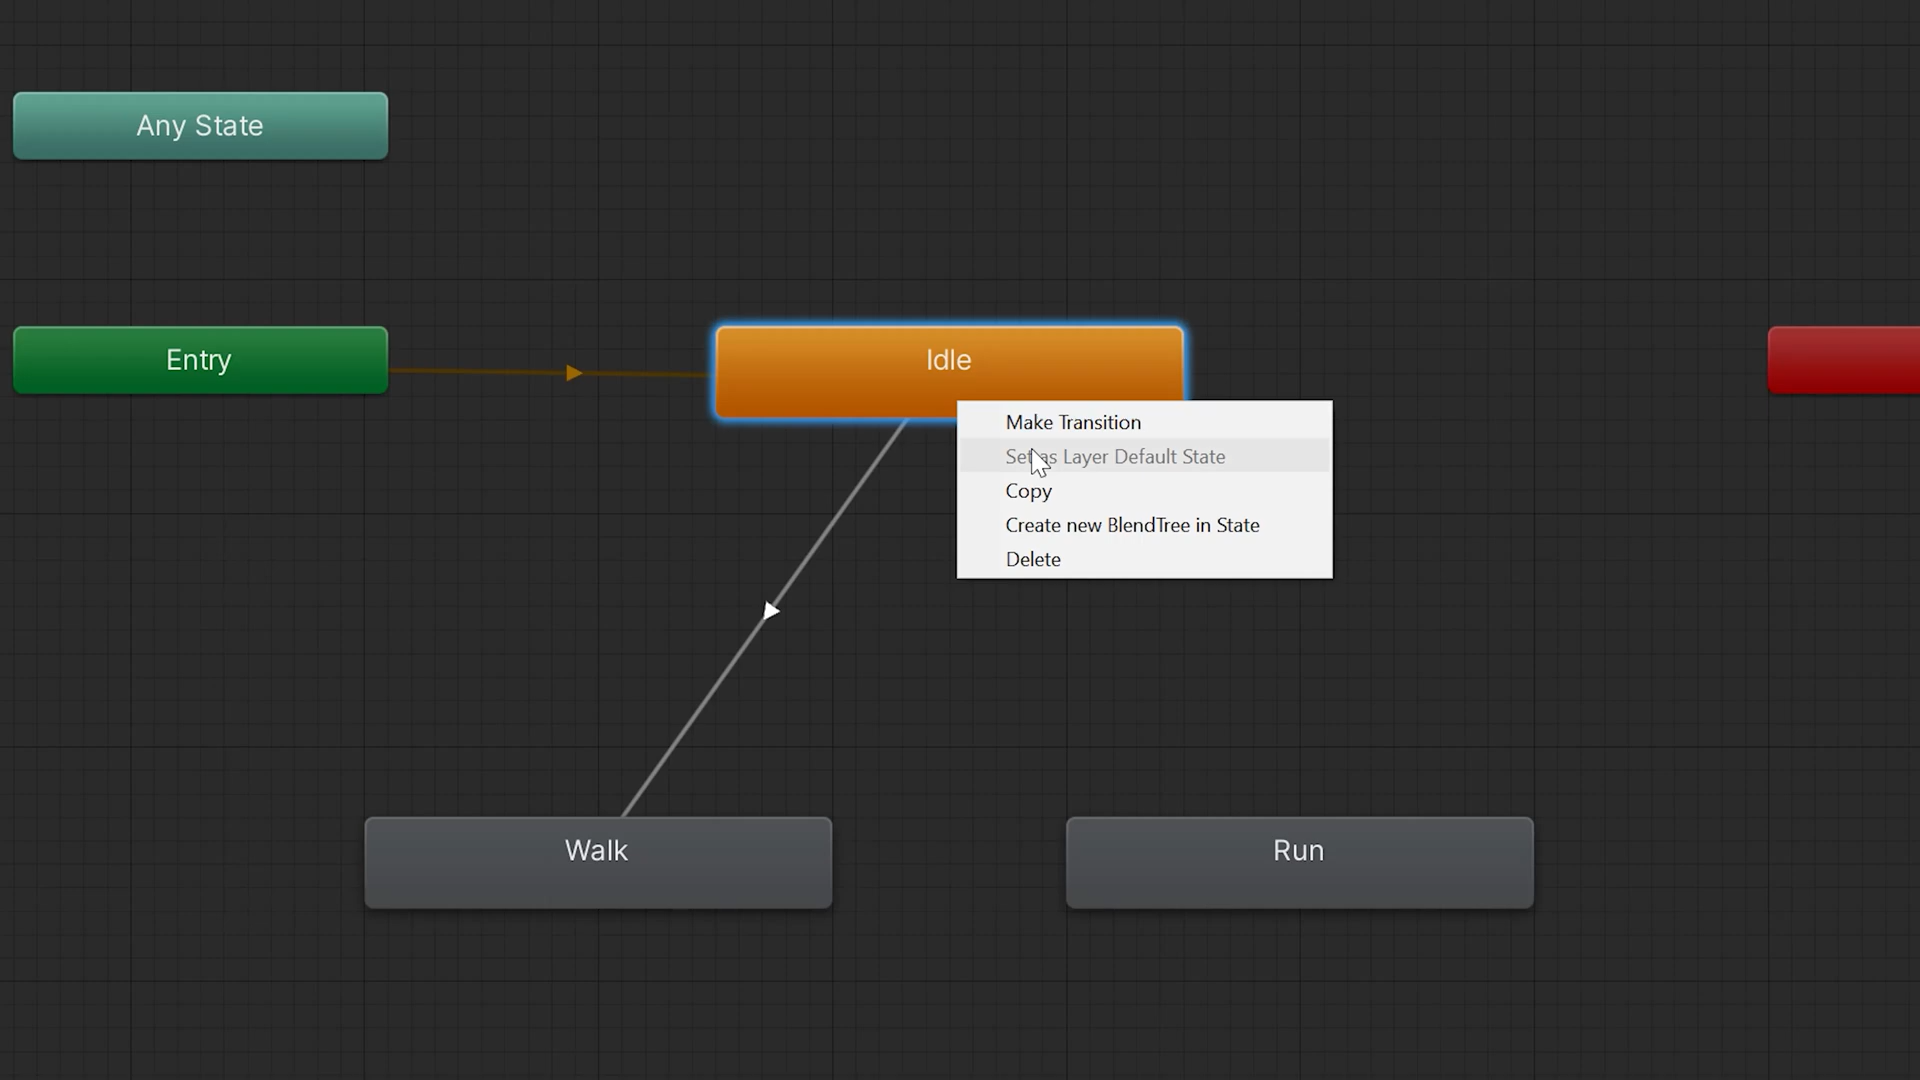 Any State
Entry
Idle
Make Transition
Set as Layer Default State
Copy
Create new BlendTree in State
Delete
Walk
Run